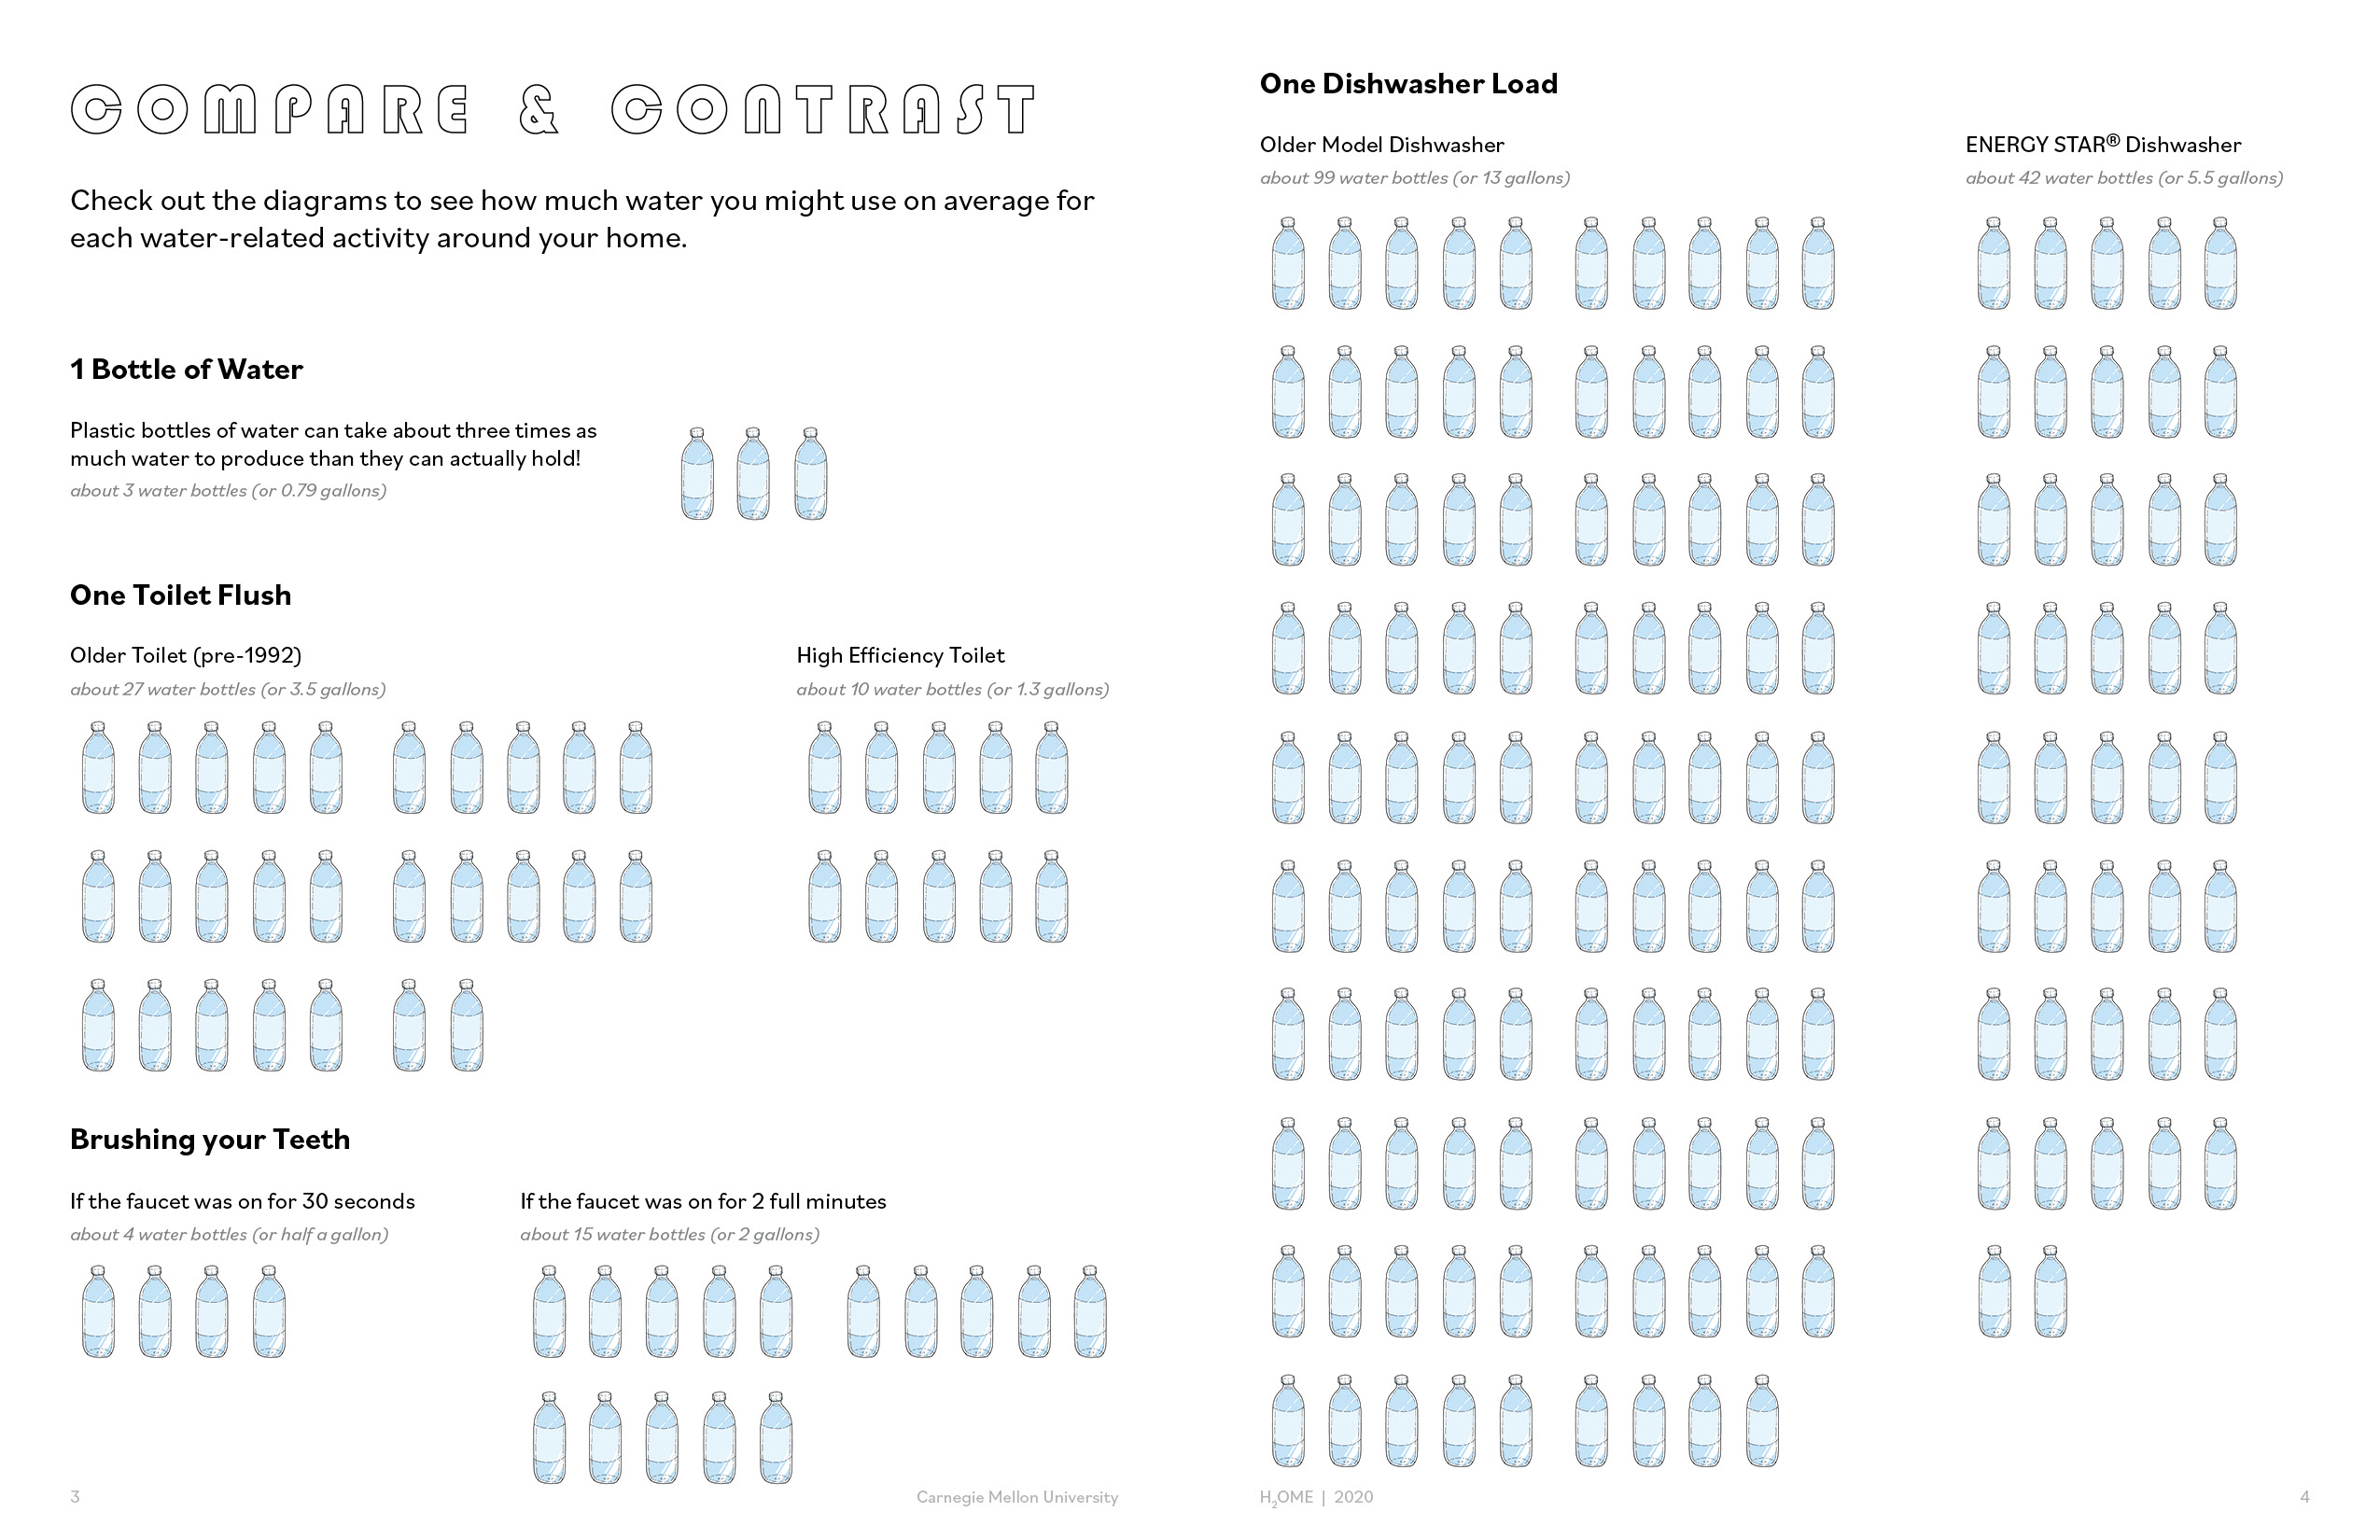 COMPARE & CONTRAST
Check out the diagrams to see how much water you might use on average for
each water-related activity around your home.
1 Bottle of Water
Plastic bottles of water can take about three times as
much water to produce than they can actually hold!
about 3 water bottles (or 0.79 gallons)
One Toilet Flush
Older Toilet (pre-1992)
about 27 water bottles (or 3.5 gallons)
High Efficiency Toilet
about 10 water bottles (or 1.3 gallons)
Brushing your Teeth
If the faucet was on for 30 seconds
about 4 water bottles (or half a gallon)
If the faucet was on for 2 full minutes
about 15 water bottles (or 2 gallons)
3
Carnegie Mellon University
One Dishwasher Load
Older Model Dishwasher
about 99 water bottles (or 13 gallons)
ENERGY STAR® Dishwasher
about 42 water bottles (or 5.5 gallons)
H₂OME | 2020
4